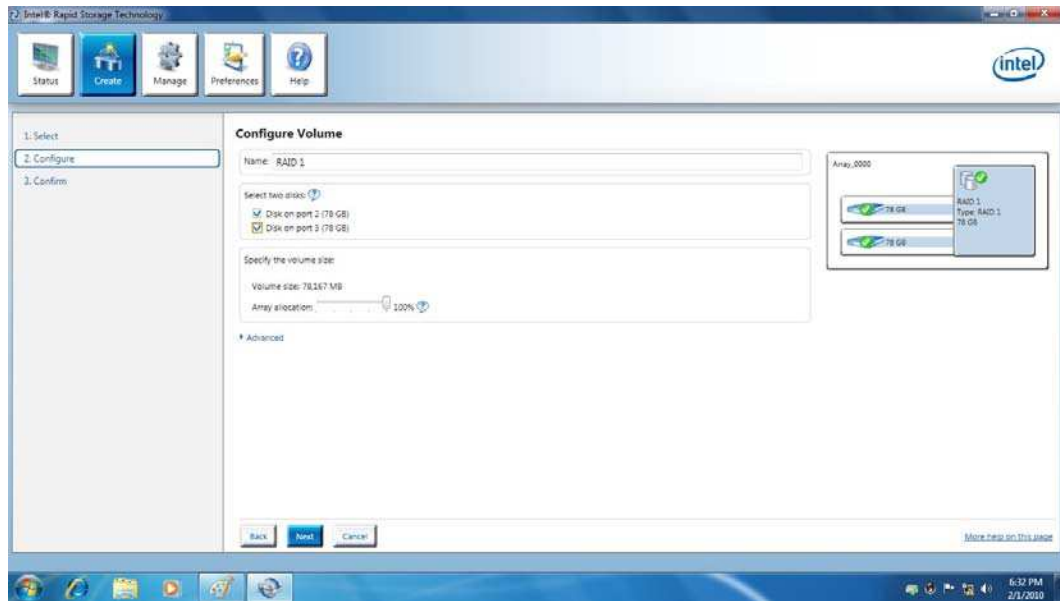 Intel® Rapid Storage Technology
Status
Create
Manage
Preferences
Help
intel
1. Select
2. Configure
3. Confirm
Configure Volume
Name: RAID 1
Select two disks: ?
Disk on port 2 (78 GB)
Disk on port 3 (78 GB)
Specify the volume size:
Volume size: 78,167 MB
Array allocation: 100% ?
Advanced
Array_0000
78 GB
78 GB
RAID 1
Type: RAID 1
78 GB
Back
Next
Cancel
More help on this page
6:32 PM
2/1/2010